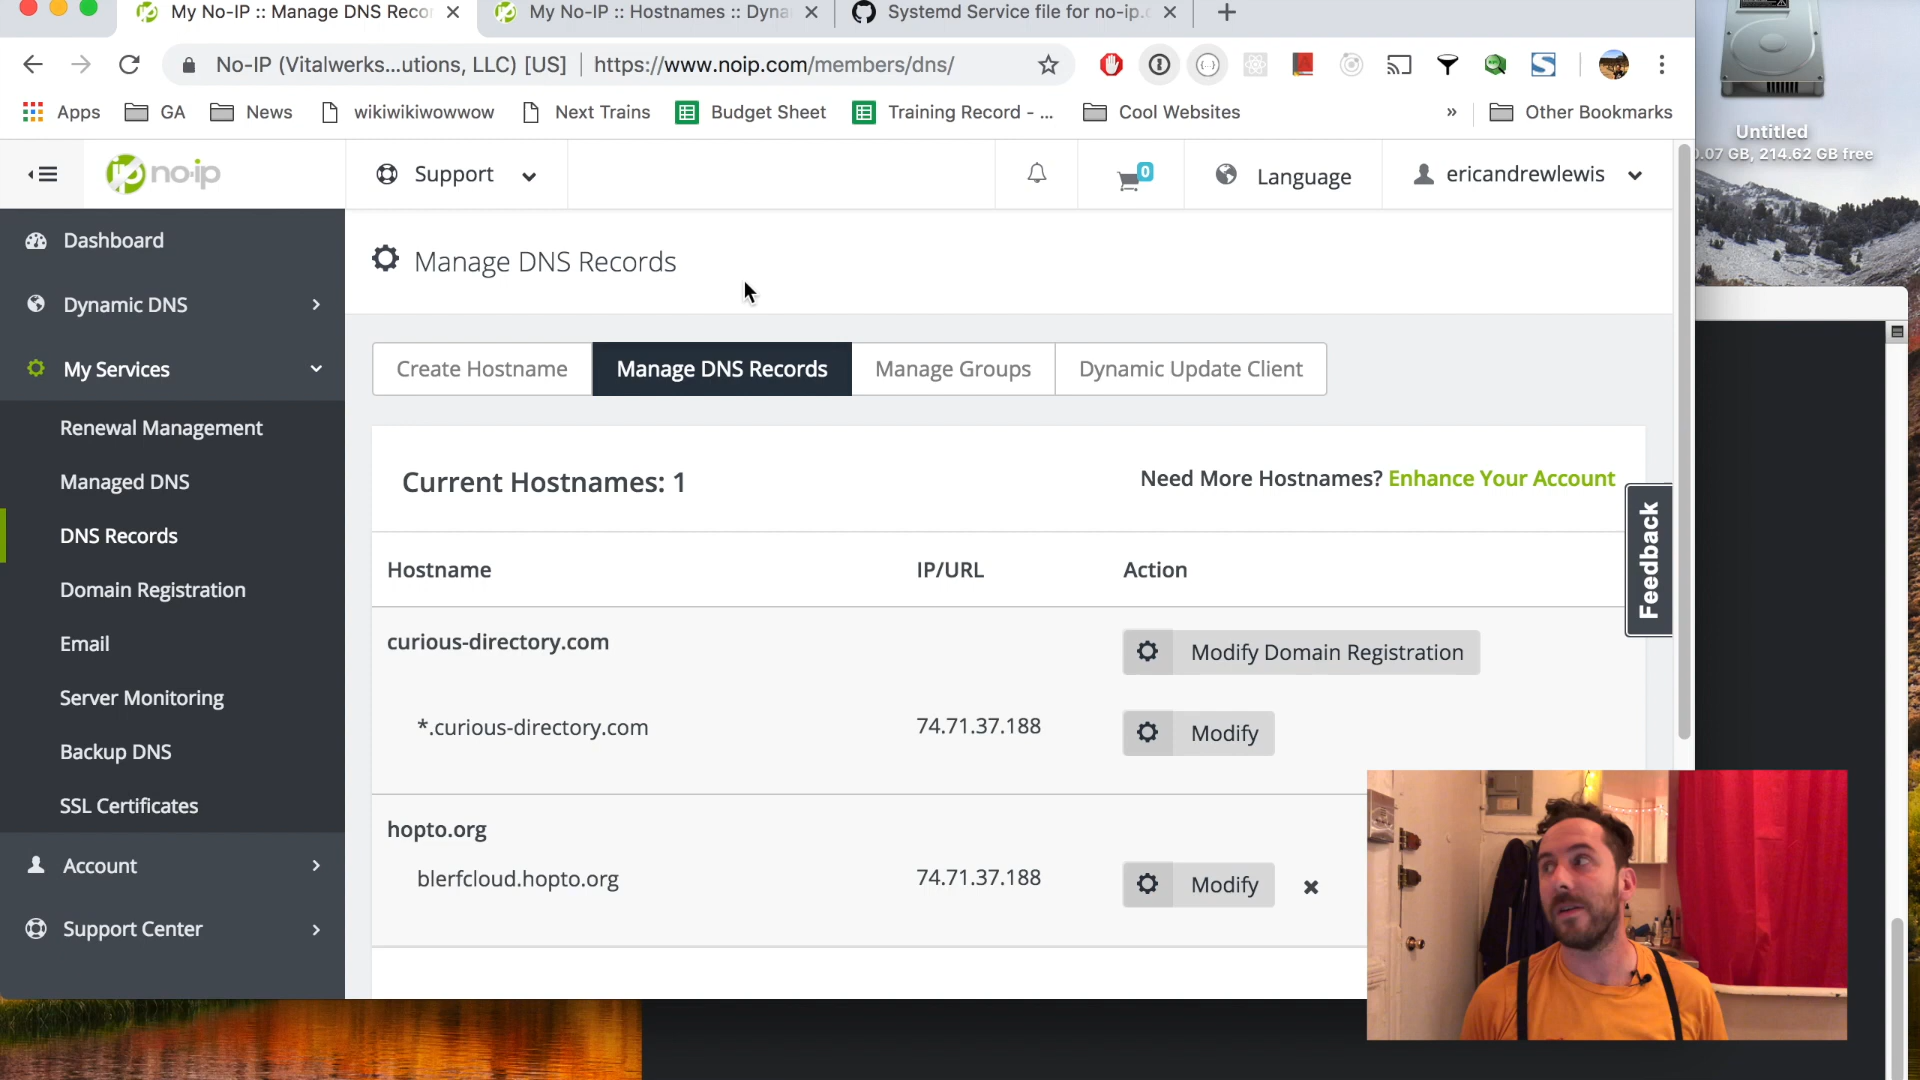 My No-IP :: Manage DNS Recor
My No-IP :: Hostnames :: Dyna
Systemd Service file for no-ip.c
No-IP (Vitalwerks...utions, LLC) [US]
https://www.noip.com/members/dns/
Apps
GA
News
wikiwikiwowwow
Next Trains
Budget Sheet
Training Record - ...
Cool Websites
»
Other Bookmarks
Untitled
0.07 GB, 214.62 GB free
no-ip
Support
0
Language
ericandrewlewis
Dashboard
Dynamic DNS
My Services
Renewal Management
Managed DNS
DNS Records
Domain Registration
Email
Server Monitoring
Backup DNS
SSL Certificates
Account
Support Center
Manage DNS Records
Create Hostname
Manage DNS Records
Manage Groups
Dynamic Update Client
Current Hostnames: 1
Need More Hostnames? Enhance Your Account
Feedback
Hostname
IP/URL
Action
curious-directory.com
Modify Domain Registration
*.curious-directory.com
74.71.37.188
Modify
hopto.org
blerfcloud.hopto.org
74.71.37.188
Modify